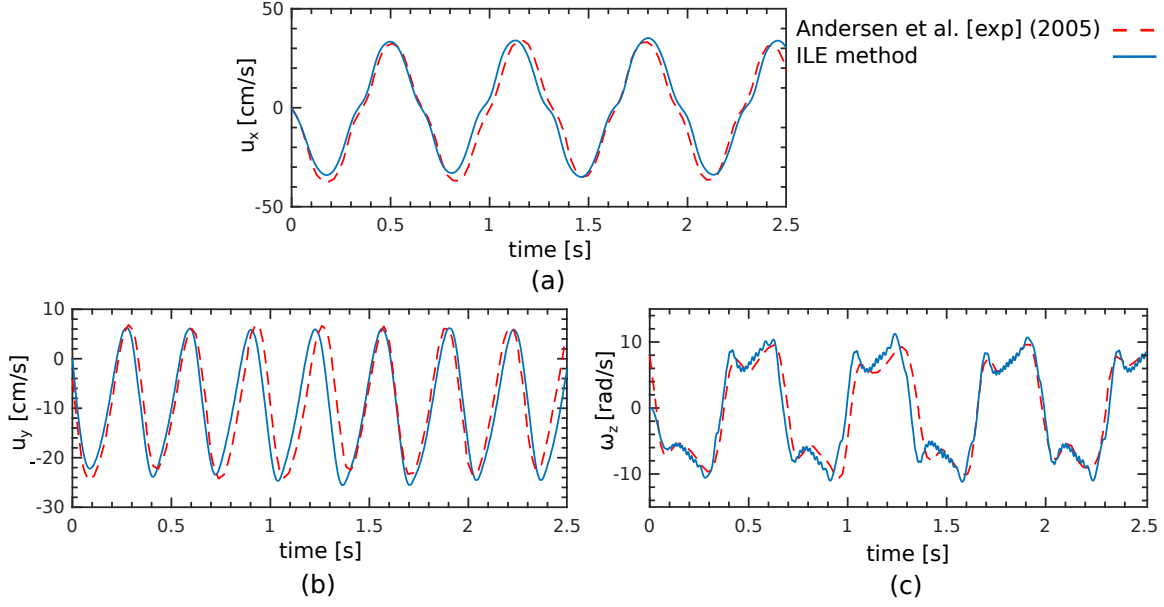 50
0
-50
u_x [cm/s]
0 0.5 1 1.5 2 2.5
time [s]
(a)
Andersen et al. [exp] (2005)
ILE method
10
0
-10
-20
-30
u_y [cm/s]
0 0.5 1 1.5 2 2.5
time [s]
(b)
10
0
-10
ω_z [rad/s]
0 0.5 1 1.5 2 2.5
time [s]
(c)